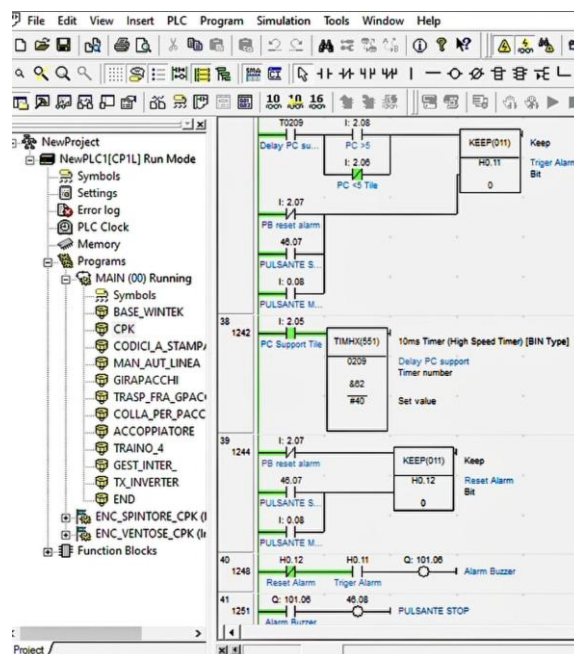 File Edit View Insert PLC Program Simulation Tools Window Help
10 10 16
NewProject
NewPLC1[CP1L] Run Mode
Symbols
Settings
Error log
PLC Clock
Memory
Programs
MAIN (00) Running
Symbols
BASE_WINTEK
CPK
CODICI_A_STAMP
MAN_AUT_LINEA
GIRAPACCHI
TRASP_FRA_GPAC
COLLA_PER_PACC
ACCOPPIATORE
TRAINO_4
GEST_INTER_
TX_INVERTER
END
ENC_SPINTORE_CPK (I
ENC_VENTOSE_CPK (Ir
Function Blocks
Project
T0209 I: 2.08
Delay PC su... PC >5
KEEP(011) Keep
I: 2.06
H0.11 Triger Alarm
Bit
PC <5 Tile
0
I: 2.07
PB reset alarm
46.07
PULSANTE S...
I: 0.08
PULSANTE M...
38
1242
I: 2.05
PC Support Tile
TIMHX(551) 10ms Timer (High Speed Timer) [BIN Type]
0209 Delay PC support
Timer number
&62
#40 Set value
39
1244
I: 2.07
PB reset alarm
KEEP(011) Keep
46.07
H0.12 Reset Alarm
Bit
PULSANTE S...
0
I: 0.08
PULSANTE M...
40
1248
H0.12 H0.11 Q: 101.06
Alarm Buzzer
Reset Alarm Triger Alarm
41
1251
Q: 101.06 46.08
PULSANTE STOP
Alarm Buzzer